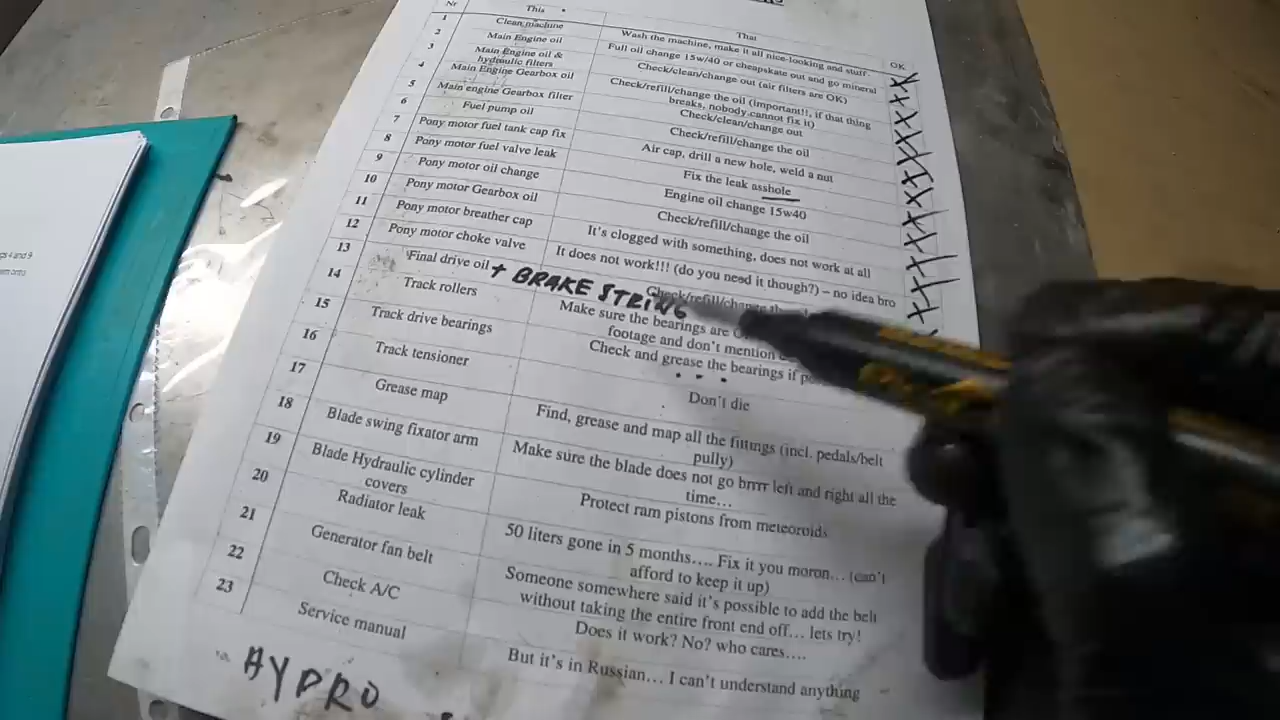 Nr This That OK
1 Clean machine Wash the machine, make it all nice-looking and stuff
2 Main Engine oil Full oil change 15w/40 or cheapskate out and go mineral
3 Main Engine oil & hydraulic filters Check/clean/change out (air filters are OK)
4 Main Engine Gearbox oil Check/refill/change the oil (important!!, if that thing
breaks, nobody cannot fix it)
5 Main engine Gearbox filter Check/clean/change out
6 Fuel pump oil Check/refill/change the oil
7 Pony motor fuel tank cap fix Air cap, drill a new hole, weld a nut
8 Pony motor fuel valve leak Fix the leak asshole
9 Pony motor oil change Engine oil change 15w40
10 Pony motor Gearbox oil Check/refill/change the oil
11 Pony motor breather cap It's clogged with something, does not work at all
12 Pony motor choke valve It does not work!!! (do you need it though?) – no idea bro
13 Final drive oil + BRAKE STRING Check/refill/change
14 Track rollers Make sure the bearings are
footage and don't mention
15 Track drive bearings Check and grease the bearings if
16 Track tensioner Don't die
17 Grease map Find, grease and map all the fittings (incl. pedals/belt
pully)
18 Blade swing fixator arm Make sure the blade does not go brrrr left and right all the
time…
19 Blade Hydraulic cylinder
covers Protect ram pistons from meteoroids
20 Radiator leak 50 liters gone in 5 months…. Fix it you moron… (can't
afford to keep it up)
21 Generator fan belt Someone somewhere said it's possible to add the belt
without taking the entire front end off… lets try!
22 Check A/C Does it work? No? who cares….
23 Service manual But it's in Russian… I can't understand anything
HYDRO